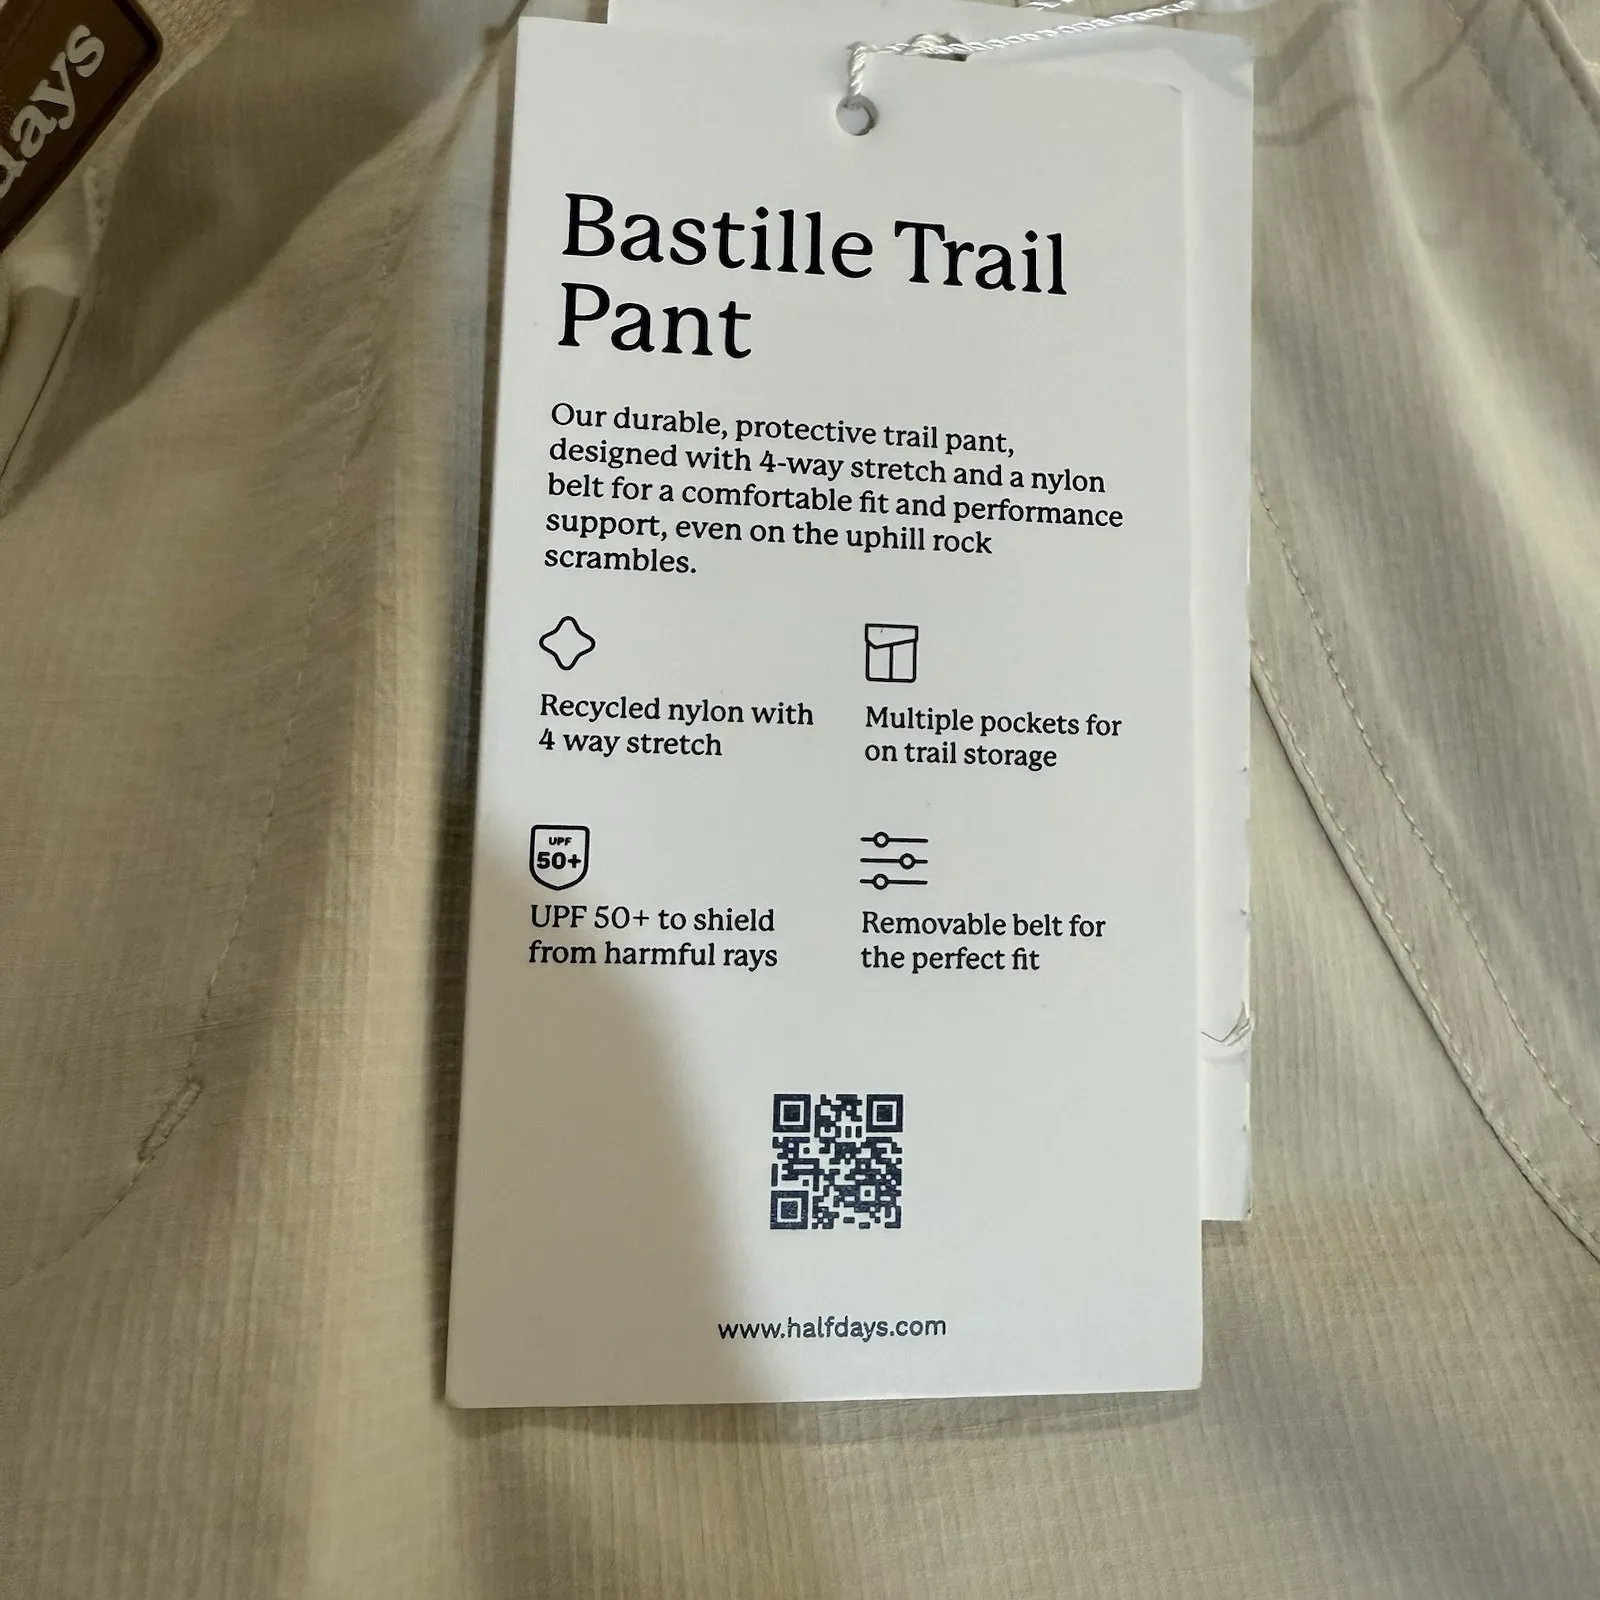 days
Bastille Trail
Pant
Our durable, protective trail pant,
designed with 4-way stretch and a nylon
belt for a comfortable fit and performance
support, even on the uphill rock
scrambles.
Recycled nylon with
4 way stretch
Multiple pockets for
on trail storage
UPF
50+
UPF 50+ to shield
from harmful rays
Removable belt for
the perfect fit
www.halfdays.com